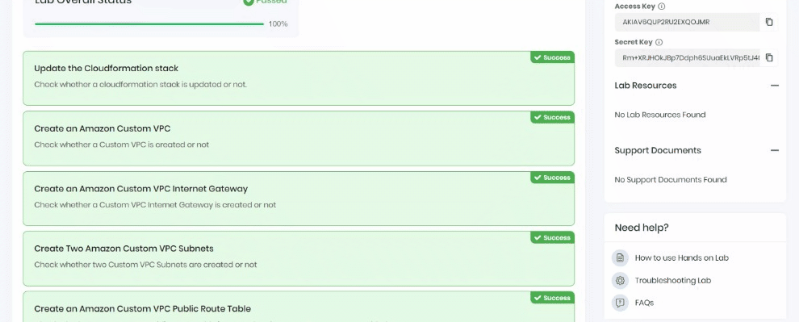 Lab Overall Status
Passed
100%
Success
Update the Cloudformation stack
Check whether a cloudformation stack is updated or not.
Success
Create an Amazon Custom VPC
Check whether a Custom VPC is created or not
Success
Create an Amazon Custom VPC Internet Gateway
Check whether a Custom VPC Internet Gateway is created or not
Success
Create Two Amazon Custom VPC Subnets
Check whether two Custom VPC Subnets are created or not
Success
Create an Amazon Custom VPC Public Route Table
Access Key
Secret Key
Lab Resources
No Lab Resources Found
Support Documents
No Support Documents Found
Need help?
How to use Hands on Lab
Troubleshooting Lab
FAQs